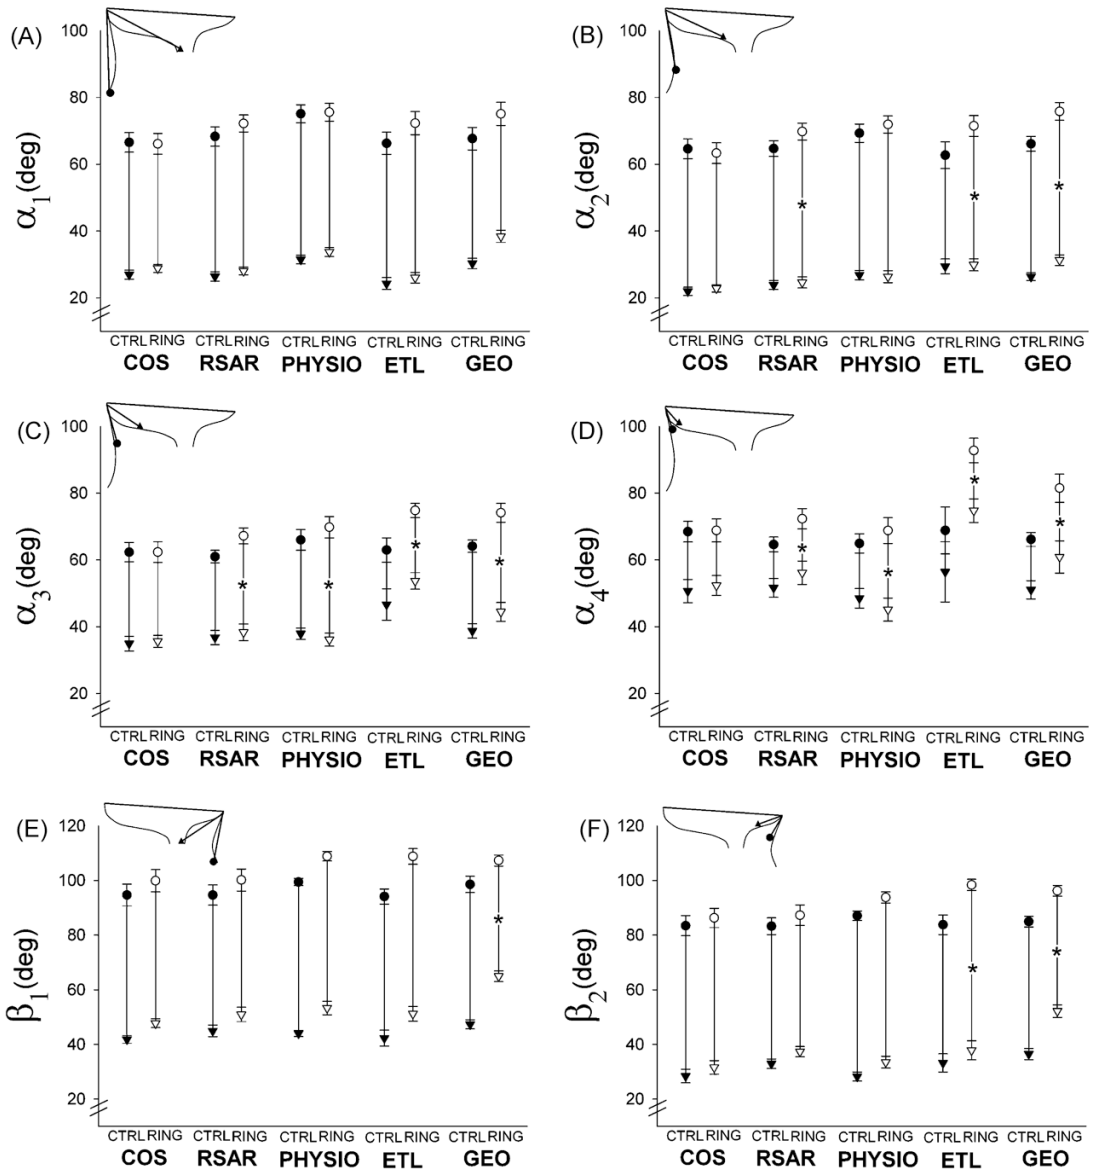 (A)
100
80
60
40
20
α1(deg)
CTRL RING CTRL RING CTRL RING CTRL RING CTRL RING
COS RSAR PHYSIO ETL GEO
(B)
100
80
60
40
20
α2(deg)
*
*
*
CTRL RING CTRL RING CTRL RING CTRL RING CTRL RING
COS RSAR PHYSIO ETL GEO
(C)
100
80
60
40
20
α3(deg)
*
*
*
*
CTRL RING CTRL RING CTRL RING CTRL RING CTRL RING
COS RSAR PHYSIO ETL GEO
(D)
100
80
60
40
20
α4(deg)
*
*
*
*
CTRL RING CTRL RING CTRL RING CTRL RING CTRL RING
COS RSAR PHYSIO ETL GEO
(E)
120
100
80
60
40
20
β1(deg)
*
CTRL RING CTRL RING CTRL RING CTRL RING CTRL RING
COS RSAR PHYSIO ETL GEO
(F)
120
100
80
60
40
20
β2(deg)
*
*
CTRL RING CTRL RING CTRL RING CTRL RING CTRL RING
COS RSAR PHYSIO ETL GEO